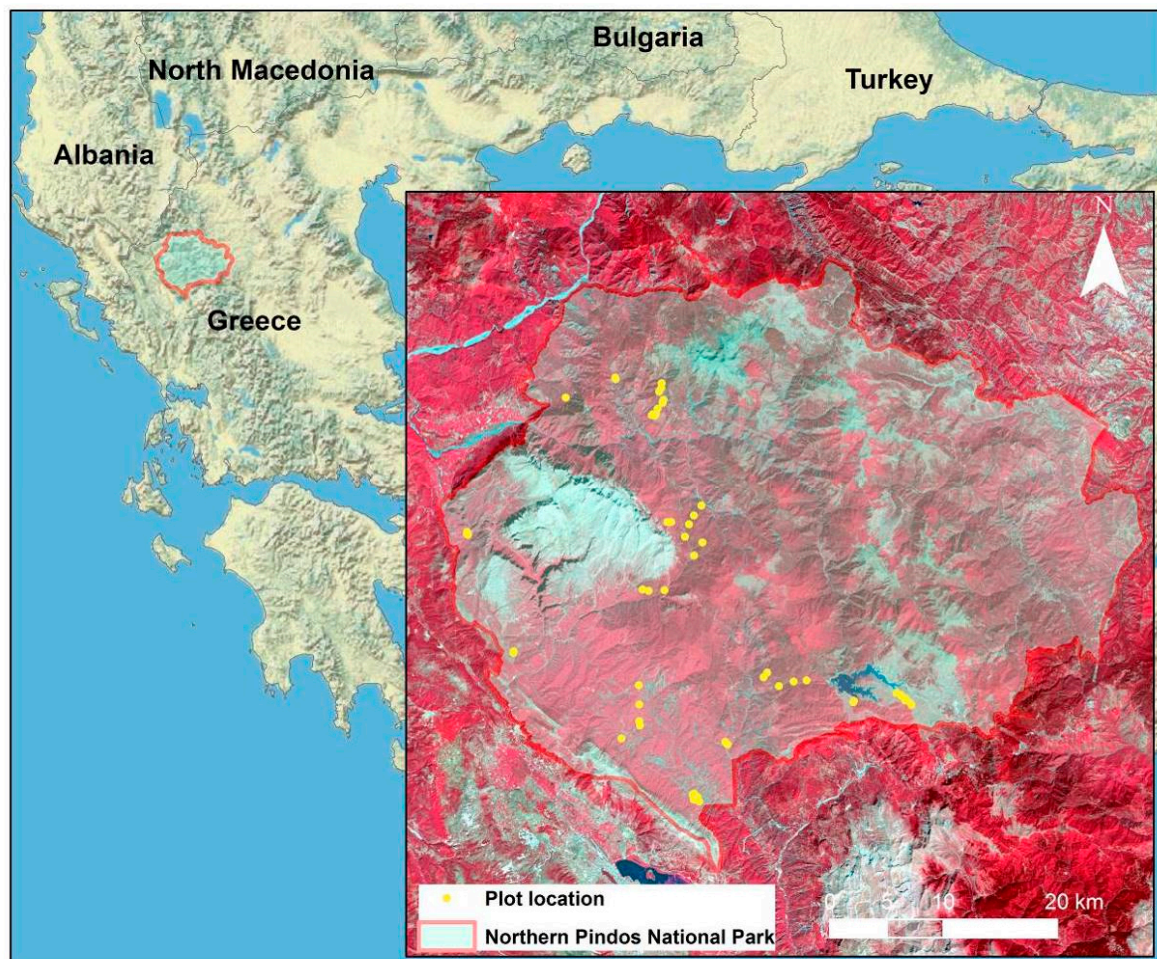 Bulgaria
North Macedonia
Turkey
Albania
Greece
N
Plot location
Northern Pindos National Park
0 5 10 20 km